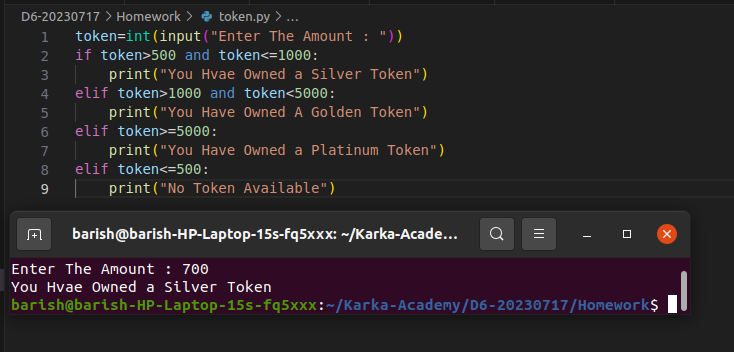 D6-20230717 > Homework > token.py > ...
1 token=int(input("Enter The Amount : "))
2 if token>500 and token<=1000:
3     print("You Hvae Owned a Silver Token")
4 elif token>1000 and token<5000:
5     print("You Have Owned A Golden Token")
6 elif token>=5000:
7     print("You Have Owned a Platinum Token")
8 elif token<=500:
9     print("No Token Available")
barish@barish-HP-Laptop-15s-fq5xxx: ~/Karka-Acade...
Enter The Amount : 700
You Hvae Owned a Silver Token
barish@barish-HP-Laptop-15s-fq5xxx:~/Karka-Academy/D6-20230717/Homework$